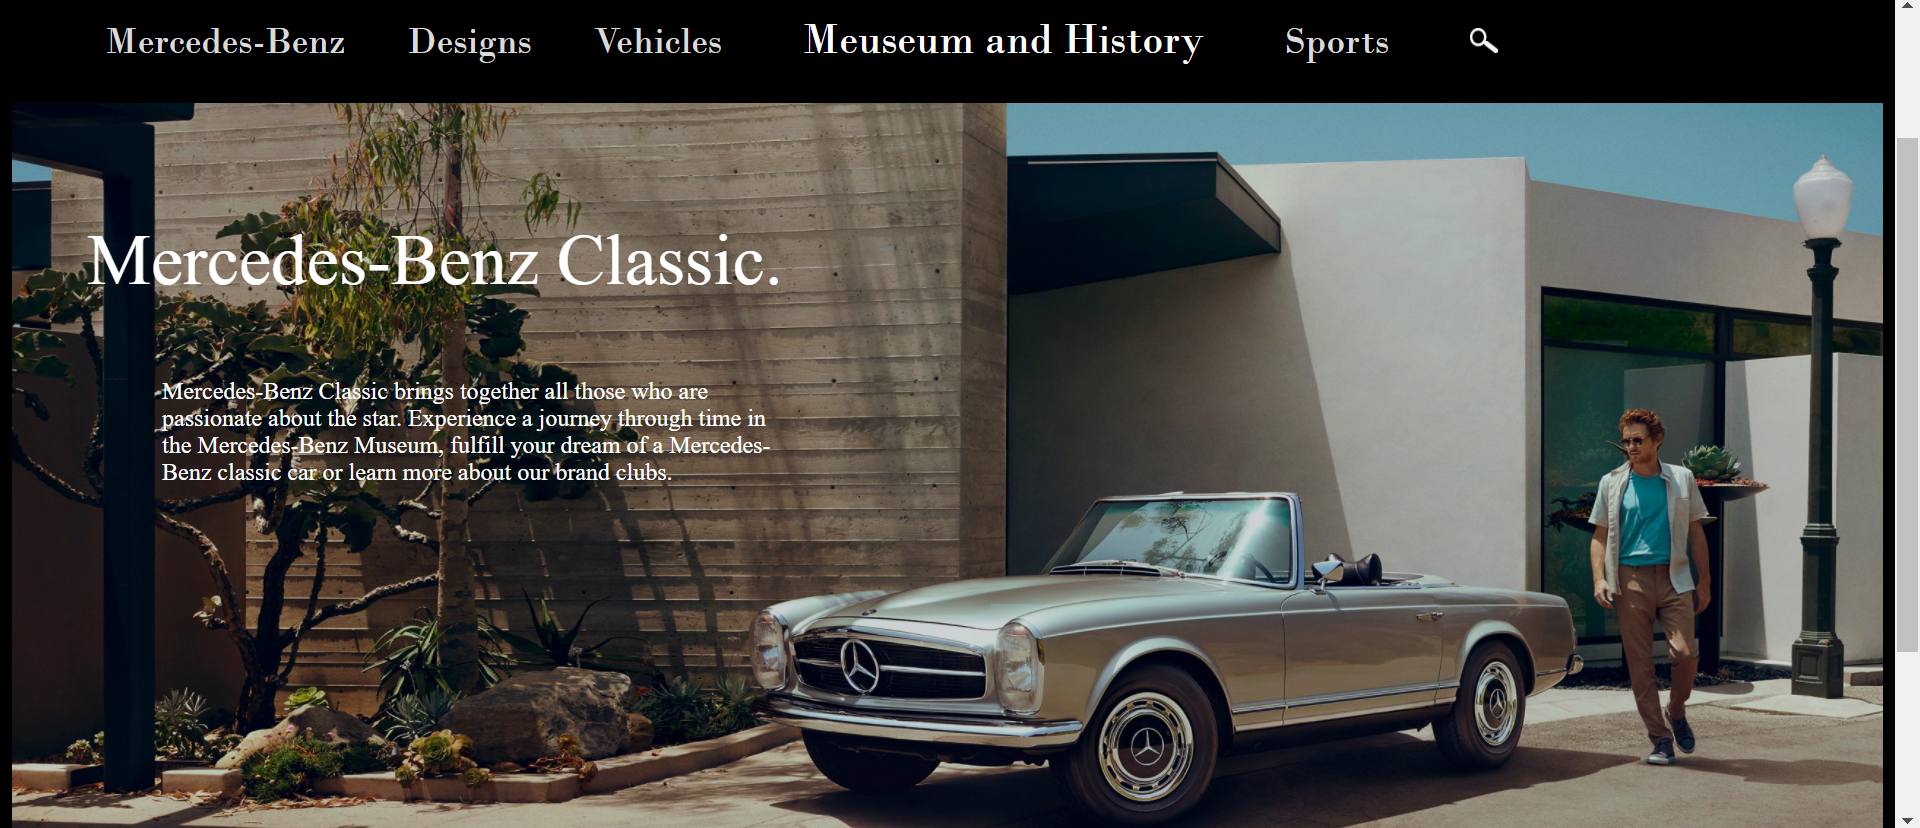 Mercedes-Benz Designs Vehicles Meuseum and History Sports
Mercedes-Benz Classic.
Mercedes-Benz Classic brings together all those who are
passionate about the star. Experience a journey through time in
the Mercedes-Benz Museum, fulfill your dream of a Mercedes-
Benz classic car or learn more about our brand clubs.